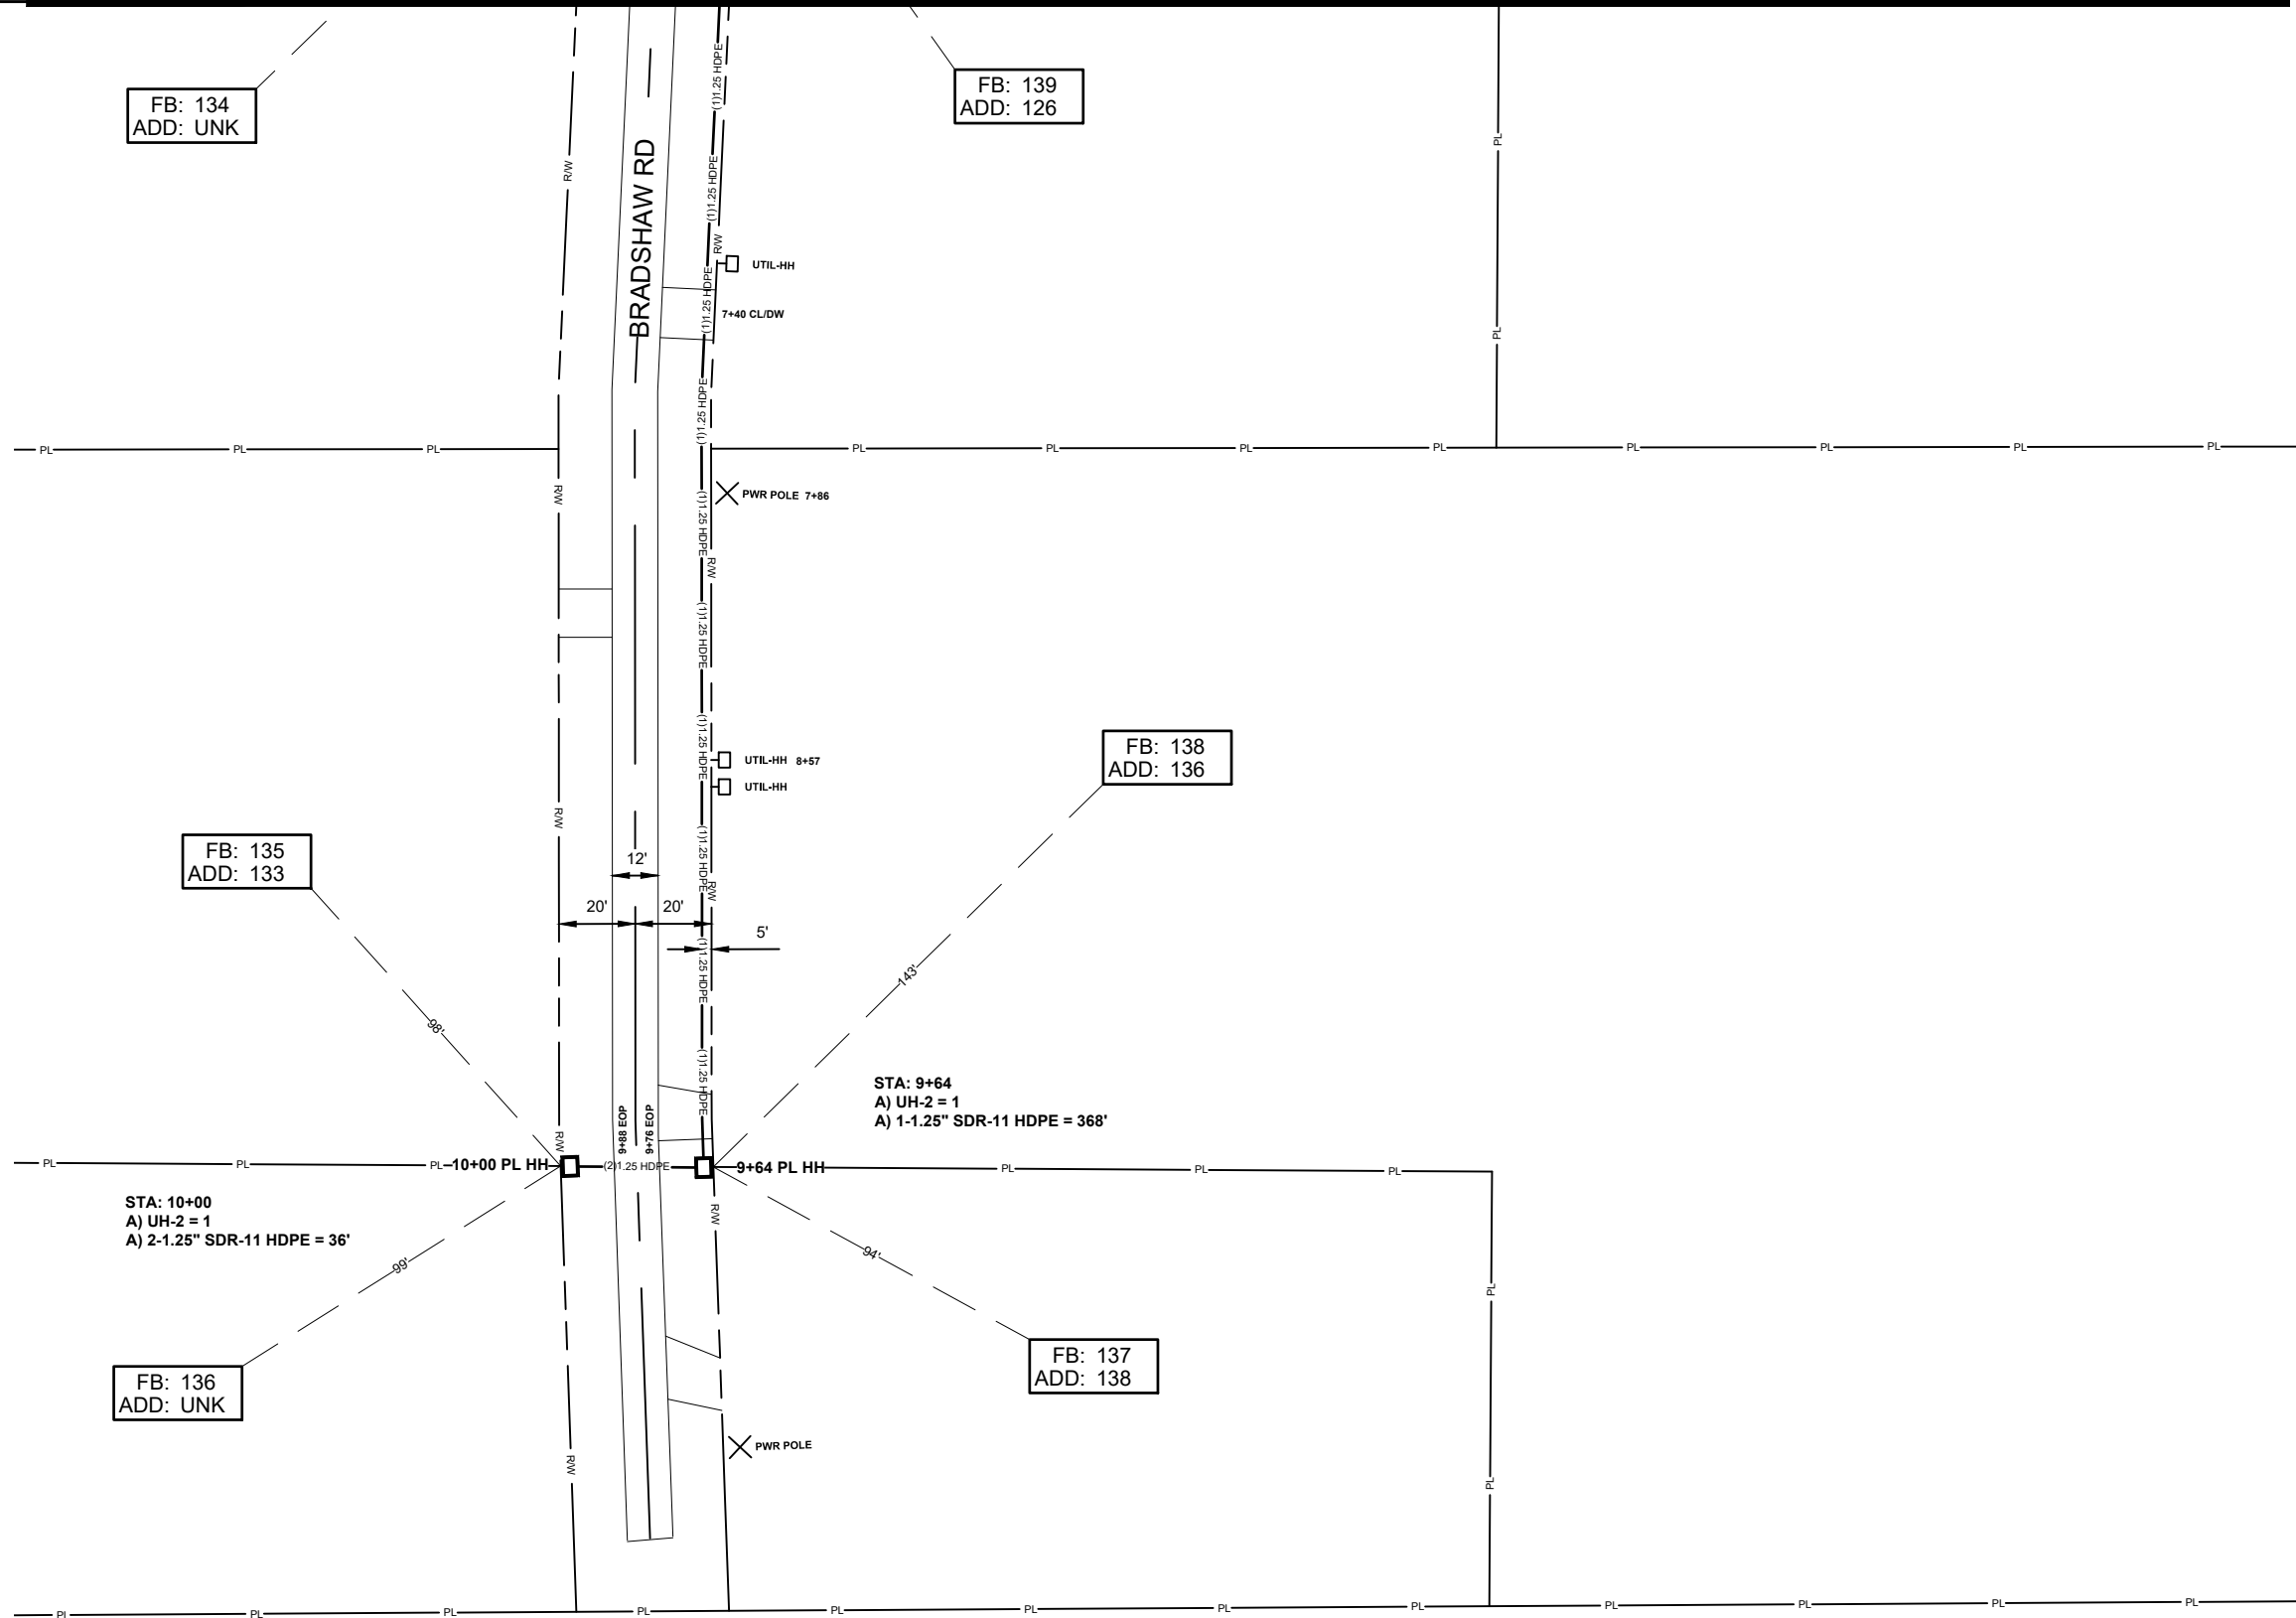 FB: 134
ADD: UNK
FB: 139
ADD: 126
BRADSHAW RD
(1)1.25 HDPE
(1)1.25 HDPE
(1)1.25 HDPE
(1)1.25 HDPE
R/W
R/W
PL
PL
UTIL-HH
7+40 CL/DW
PL
PL
PL
PL
PL
PL
PL
PL
PL
PL
PL
R/W
PWR POLE 7+86
(1)1.25 HDPE
R/W
(1)1.25 HDPE
(1)1.25 HDPE
UTIL-HH 8+57
UTIL-HH
FB: 138
ADD: 136
R/W
(1)1.25 HDPE
R/W
FB: 135
ADD: 133
12'
20'
20'
5'
(1)1.25 HDPE
143'
98'
(1)1.25 HDPE
STA: 9+64
A) UH-2 = 1
A) 1-1.25" SDR-11 HDPE = 368'
9+88 EOP
9+76 EOP
R/W
PL
PL
PL
10+00 PL HH
(2)1.25 HDPE
9+64 PL HH
PL
PL
PL
STA: 10+00
A) UH-2 = 1
A) 2-1.25" SDR-11 HDPE = 36'
R/W
99'
94'
PL
FB: 136
ADD: UNK
FB: 137
ADD: 138
PWR POLE
R/W
PL
PL
PL
PL
PL
PL
PL
PL
PL
PL
PL
PL
PL